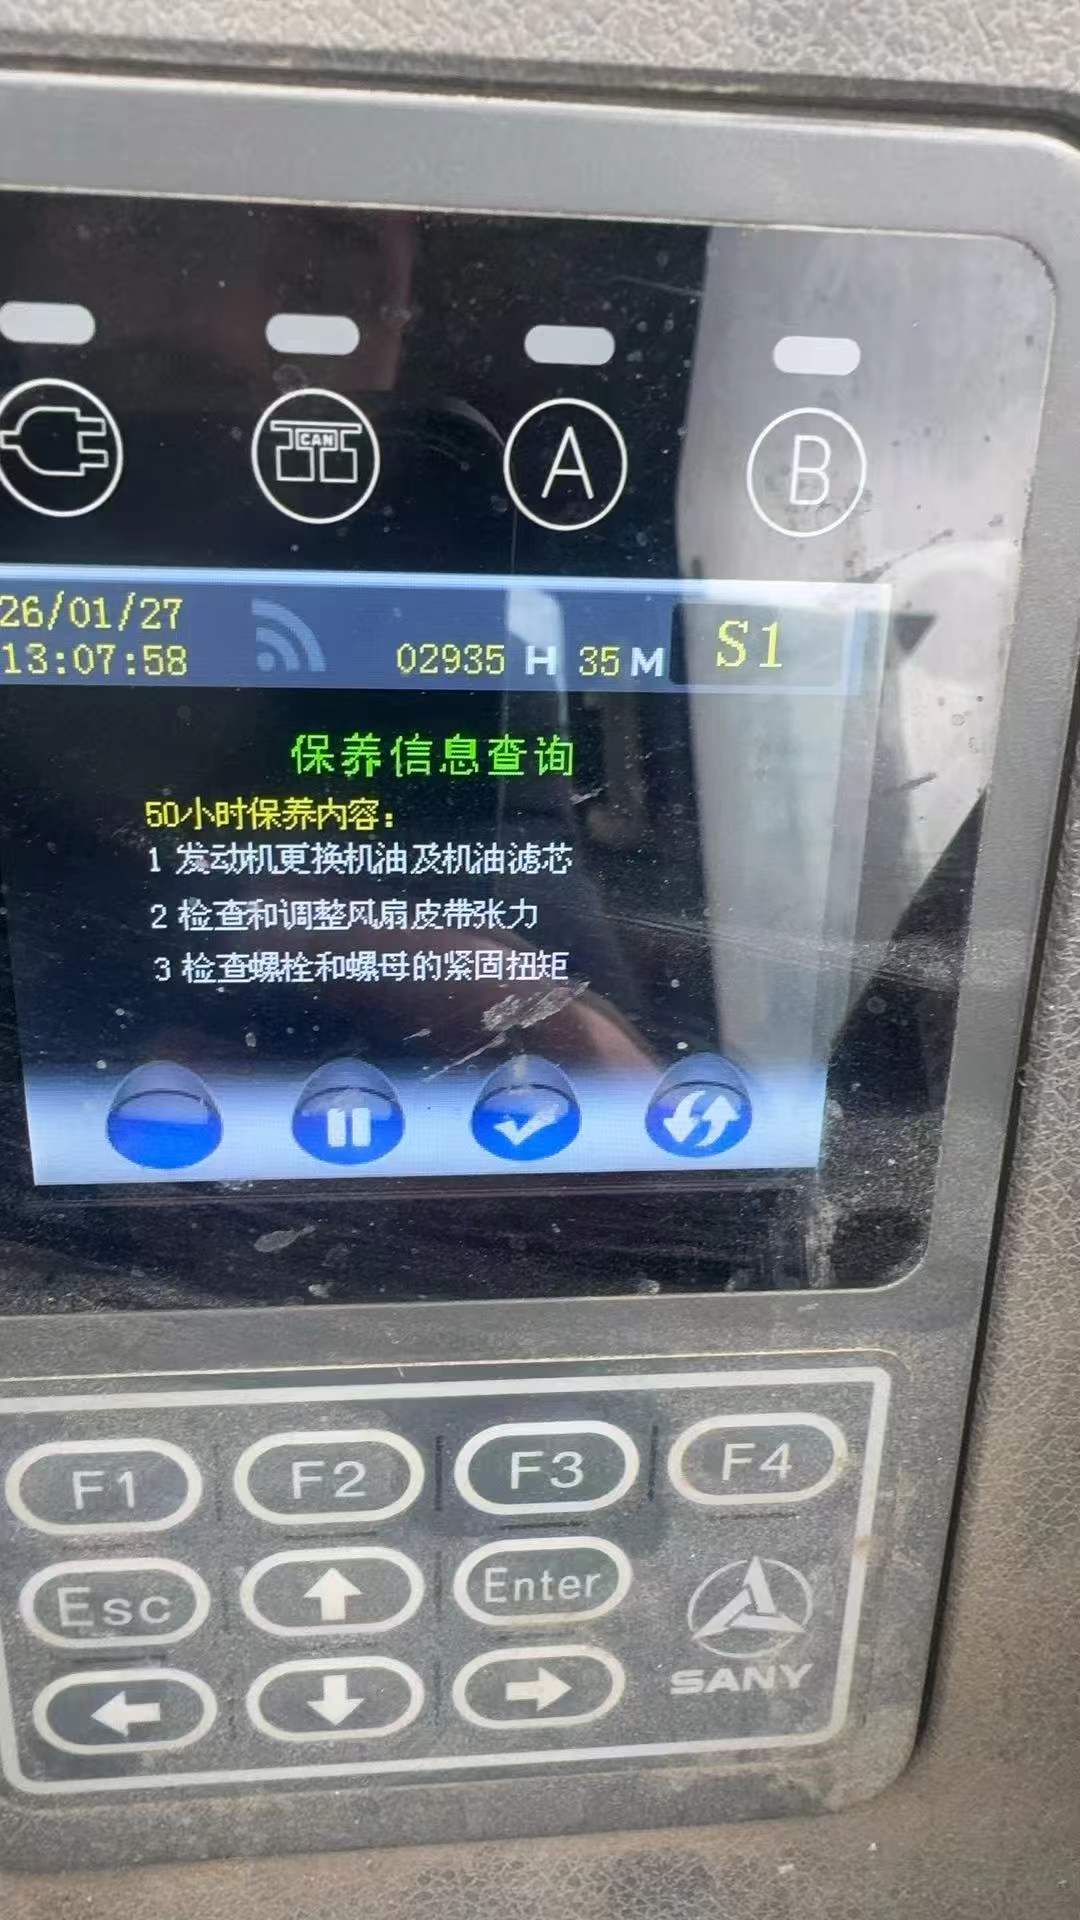 CAN
A
B
26/01/27
13:07:58
02935 H 35 M
S1
保养信息查询
50小时保养内容：
1 发动机更换机油及机油滤芯
2 检查和调整风扇皮带张力
3 检查螺栓和螺母的紧固扭矩
F1 F2 F3 F4
Esc Enter
SANY